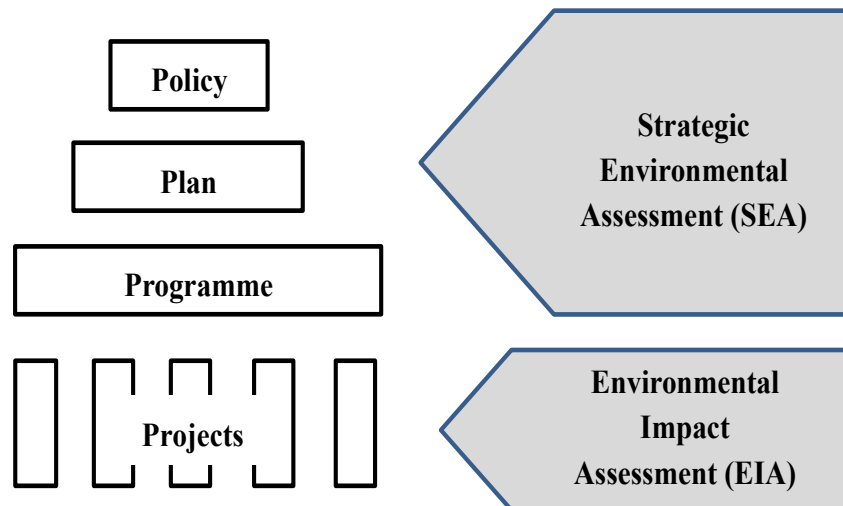 Policy
Plan
Programme
Projects
Strategic
Environmental
Assessment (SEA)
Environmental
Impact
Assessment (EIA)